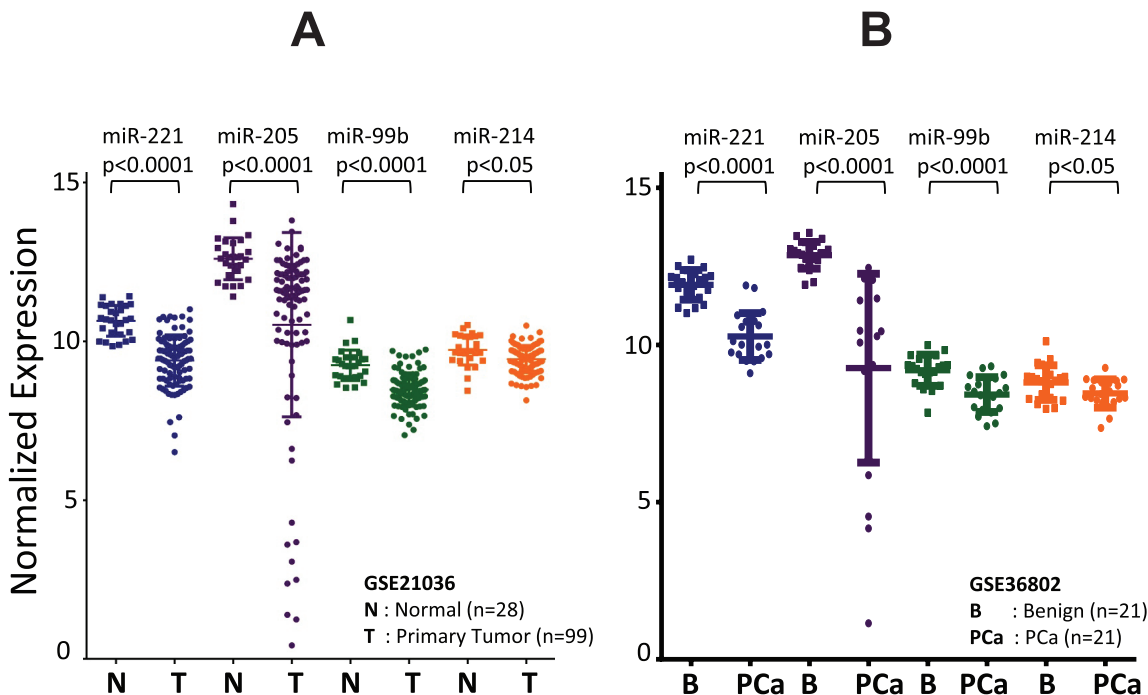 A
miR-221 miR-205 miR-99b miR-214
p<0.0001 p<0.0001 p<0.0001 p<0.05
Normalized Expression
15
10
5
0
GSE21036
N : Normal (n=28)
T : Primary Tumor (n=99)
N T N T N T N T
B
miR-221 miR-205 miR-99b miR-214
p<0.0001 p<0.0001 p<0.0001 p<0.05
15
10
5
0
GSE36802
B : Benign (n=21)
PCa : PCa (n=21)
B PCa B PCa B PCa B PCa